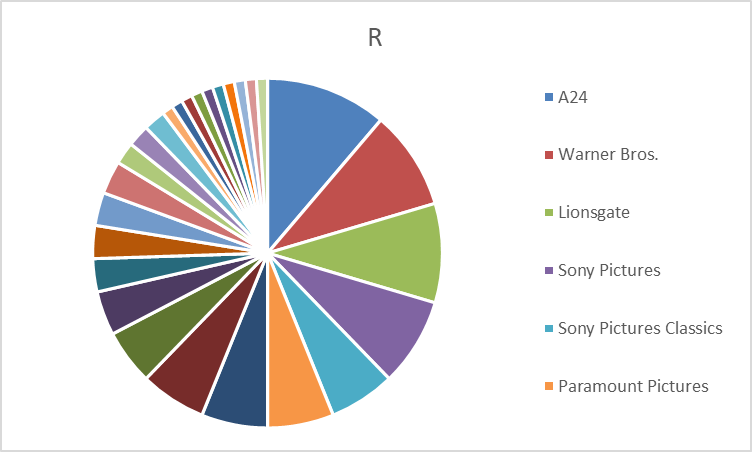 R
A24
Warner Bros.
Lionsgate
Sony Pictures
Sony Pictures Classics
Paramount Pictures